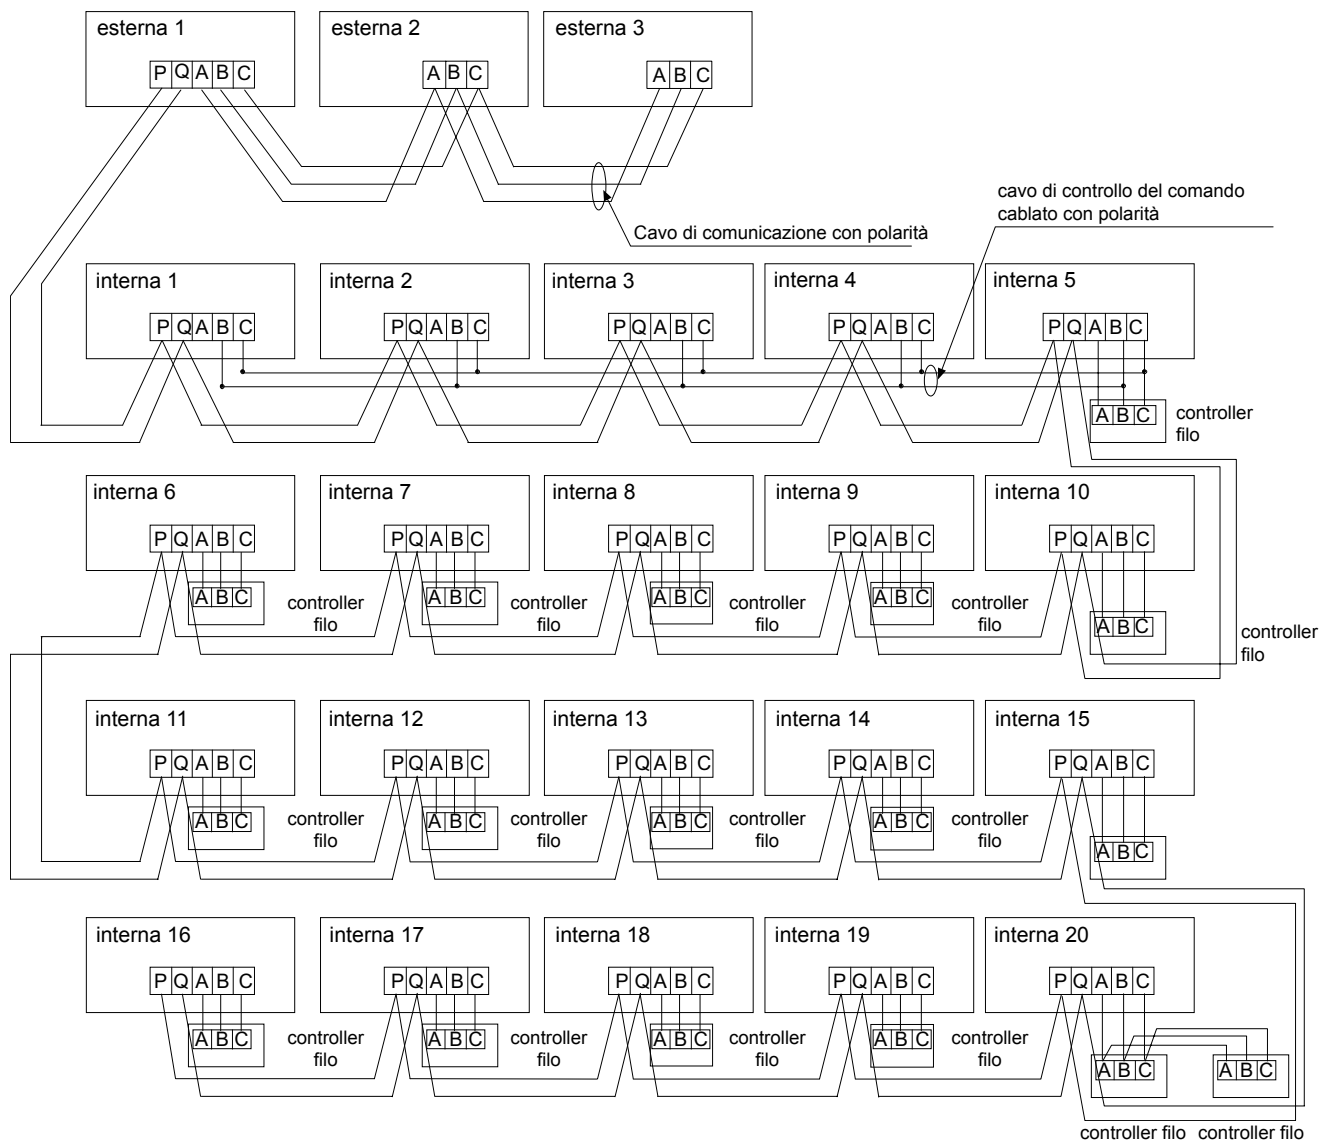 esterna 1
esterna 2
esterna 3
P Q A B C
A B C
A B C
cavo di controllo del comando
cablato con polarità
Cavo di comunicazione con polarità
interna 1
interna 2
interna 3
interna 4
interna 5
P Q A B C
P Q A B C
P Q A B C
P Q A B C
P Q A B C
A B C
controller
filo
interna 6
interna 7
interna 8
interna 9
interna 10
P Q A B C
P Q A B C
P Q A B C
P Q A B C
P Q A B C
A B C
controller
filo
A B C
controller
filo
A B C
controller
filo
A B C
controller
filo
A B C
controller
filo
interna 11
interna 12
interna 13
interna 14
interna 15
P Q A B C
P Q A B C
P Q A B C
P Q A B C
P Q A B C
A B C
controller
filo
A B C
controller
filo
A B C
controller
filo
A B C
controller
filo
A B C
interna 16
interna 17
interna 18
interna 19
interna 20
P Q A B C
P Q A B C
P Q A B C
P Q A B C
P Q A B C
A B C
controller
filo
A B C
controller
filo
A B C
controller
filo
A B C
controller
filo
A B C
A B C
controller filo
controller filo